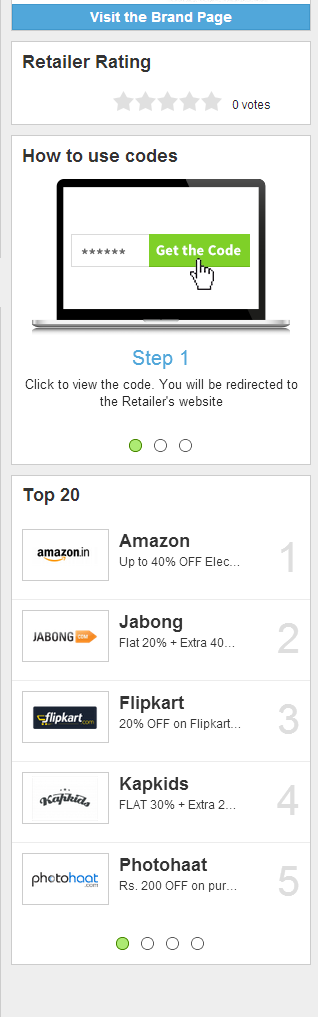 Visit the Brand Page
Retailer Rating
0 votes
How to use codes
******
Get the Code
Step 1
Click to view the code. You will be redirected to
the Retailer's website
Top 20
amazon.in
Amazon
Up to 40% OFF Elec...
1
JABONG.COM
Jabong
Flat 20% + Extra 40...
2
flipkart.com
Flipkart
20% OFF on Flipkart...
3
Kapkids
Kapkids
FLAT 30% + Extra 2...
4
photohaat.com
Photohaat
Rs. 200 OFF on pur...
5